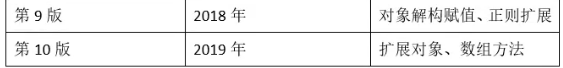 第 9 版 2018 年 对象解构赋值、正则扩展
第 10 版 2019 年 扩展对象、数组方法